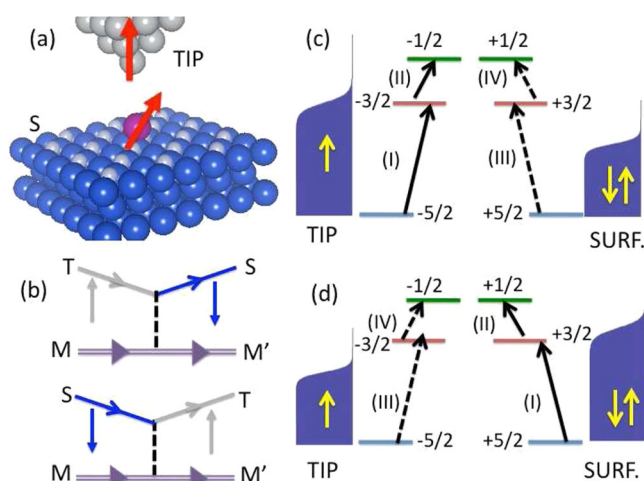 (a)
TIP
S
(b)
T
S
M
M'
S
T
M
M'
(c)
-1/2
+1/2
(II)
(IV)
-3/2
+3/2
(I)
(III)
-5/2
+5/2
TIP
SURF.
(d)
-1/2
+1/2
(IV)
(II)
-3/2
+3/2
(III)
(I)
-5/2
+5/2
TIP
SURF.